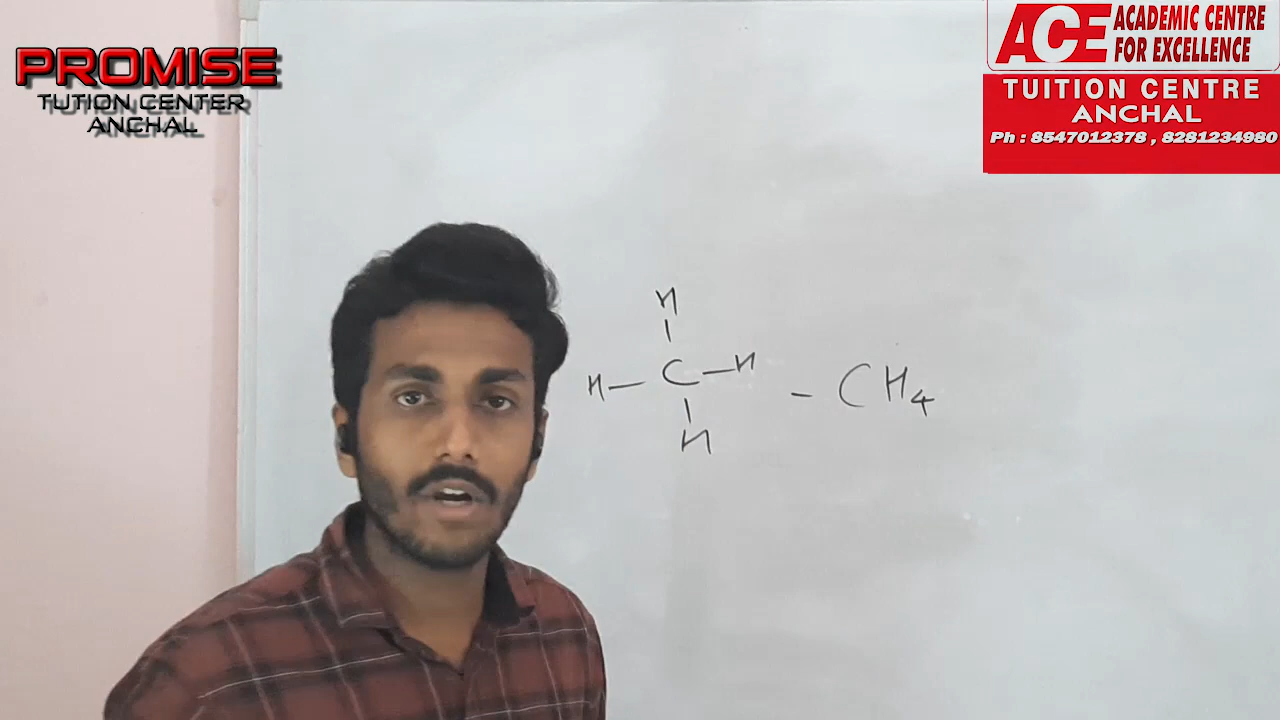 PROMISE
TUTION CENTER
ANCHAL
ACE ACADEMIC CENTRE
FOR EXCELLENCE
TUITION CENTRE
ANCHAL
Ph : 8547012378 , 8281234980
H
H – C – H – CH4
H